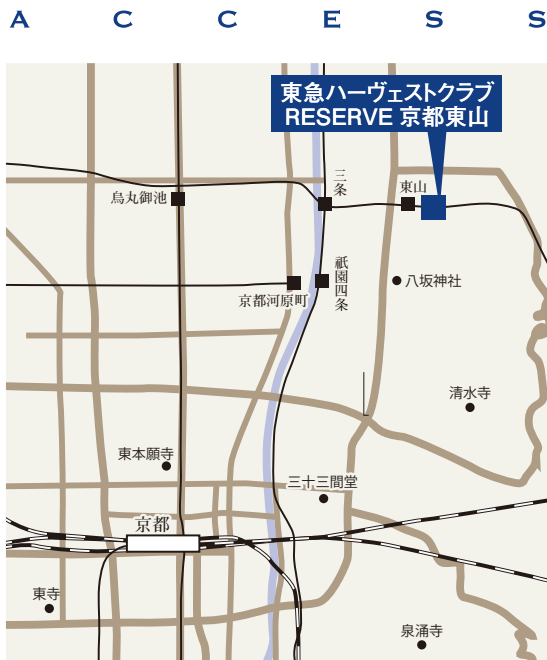 ACCESS
東急ハーヴェストクラブ
RESERVE 京都東山
三条
東山
烏丸御池
祇園四条
八坂神社
京都河原町
清水寺
東本願寺
三十三間堂
京都
東寺
泉涌寺